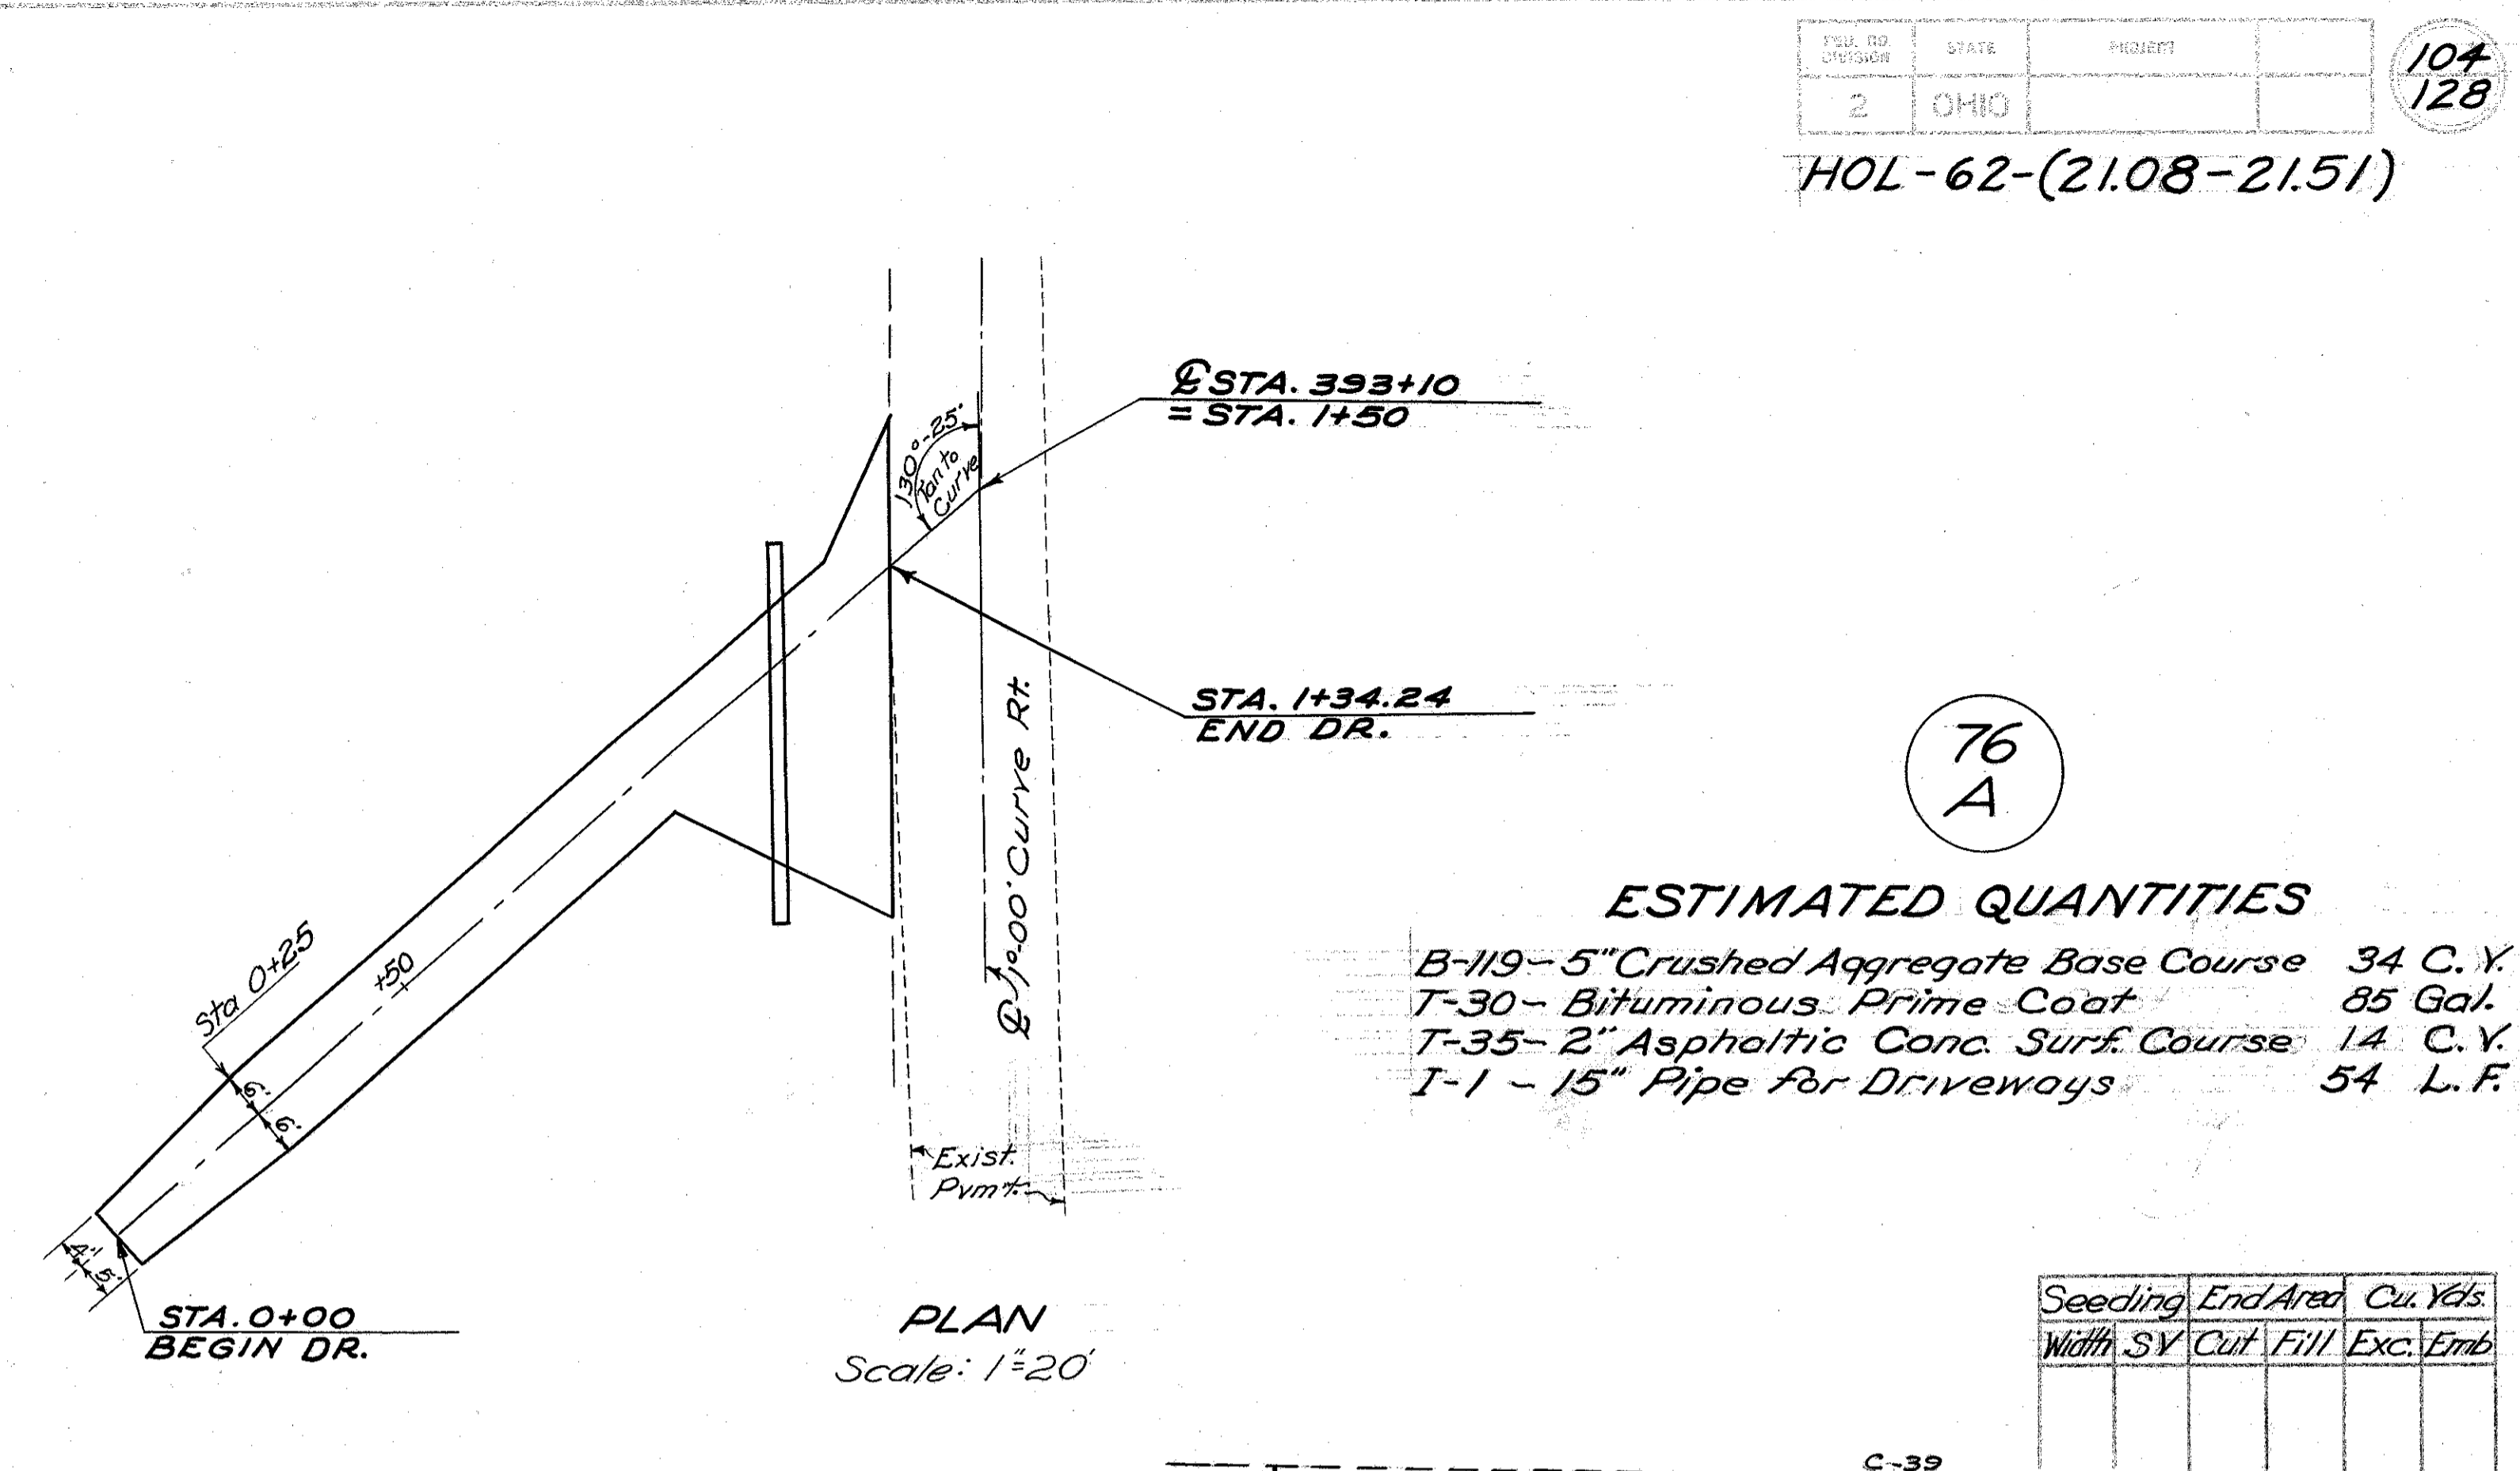 FED. RD. DIVISION STATE PROJECT
2 OHIO
104
128
HOL-62-(21.08-21.51)
℄ STA. 393+10
= STA. 1+50
130°-25'
Tan to
Curve
STA. 1+34.24
END DR.
℄ 1°-00' Curve Rt.
76
A
ESTIMATED QUANTITIES
B-119-5" Crushed Aggregate Base Course 34 C.Y.
T-30- Bituminous Prime Coat 85 Gal.
T-35-2" Asphaltic Conc. Surf. Course 14 C.Y.
I-1 - 15" Pipe for Driveways 54 L.F.
Sta 0+25
+50
6'
6'
Exist.
Pvm't.
4'
5'
STA. 0+00
BEGIN DR.
PLAN
Scale: 1"=20'
Seeding End Area Cu. Yds.
Width SY Cut Fill Exc. Emb
C-39